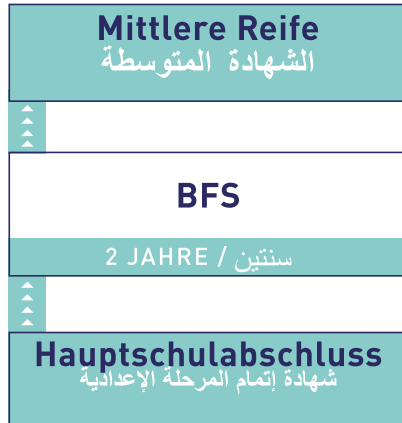 Mittlere Reife
الشهادة المتوسطة
BFS
2 JAHRE / سنتين
Hauptschulabschluss
شهادة إتمام المرحلة الإعدادية